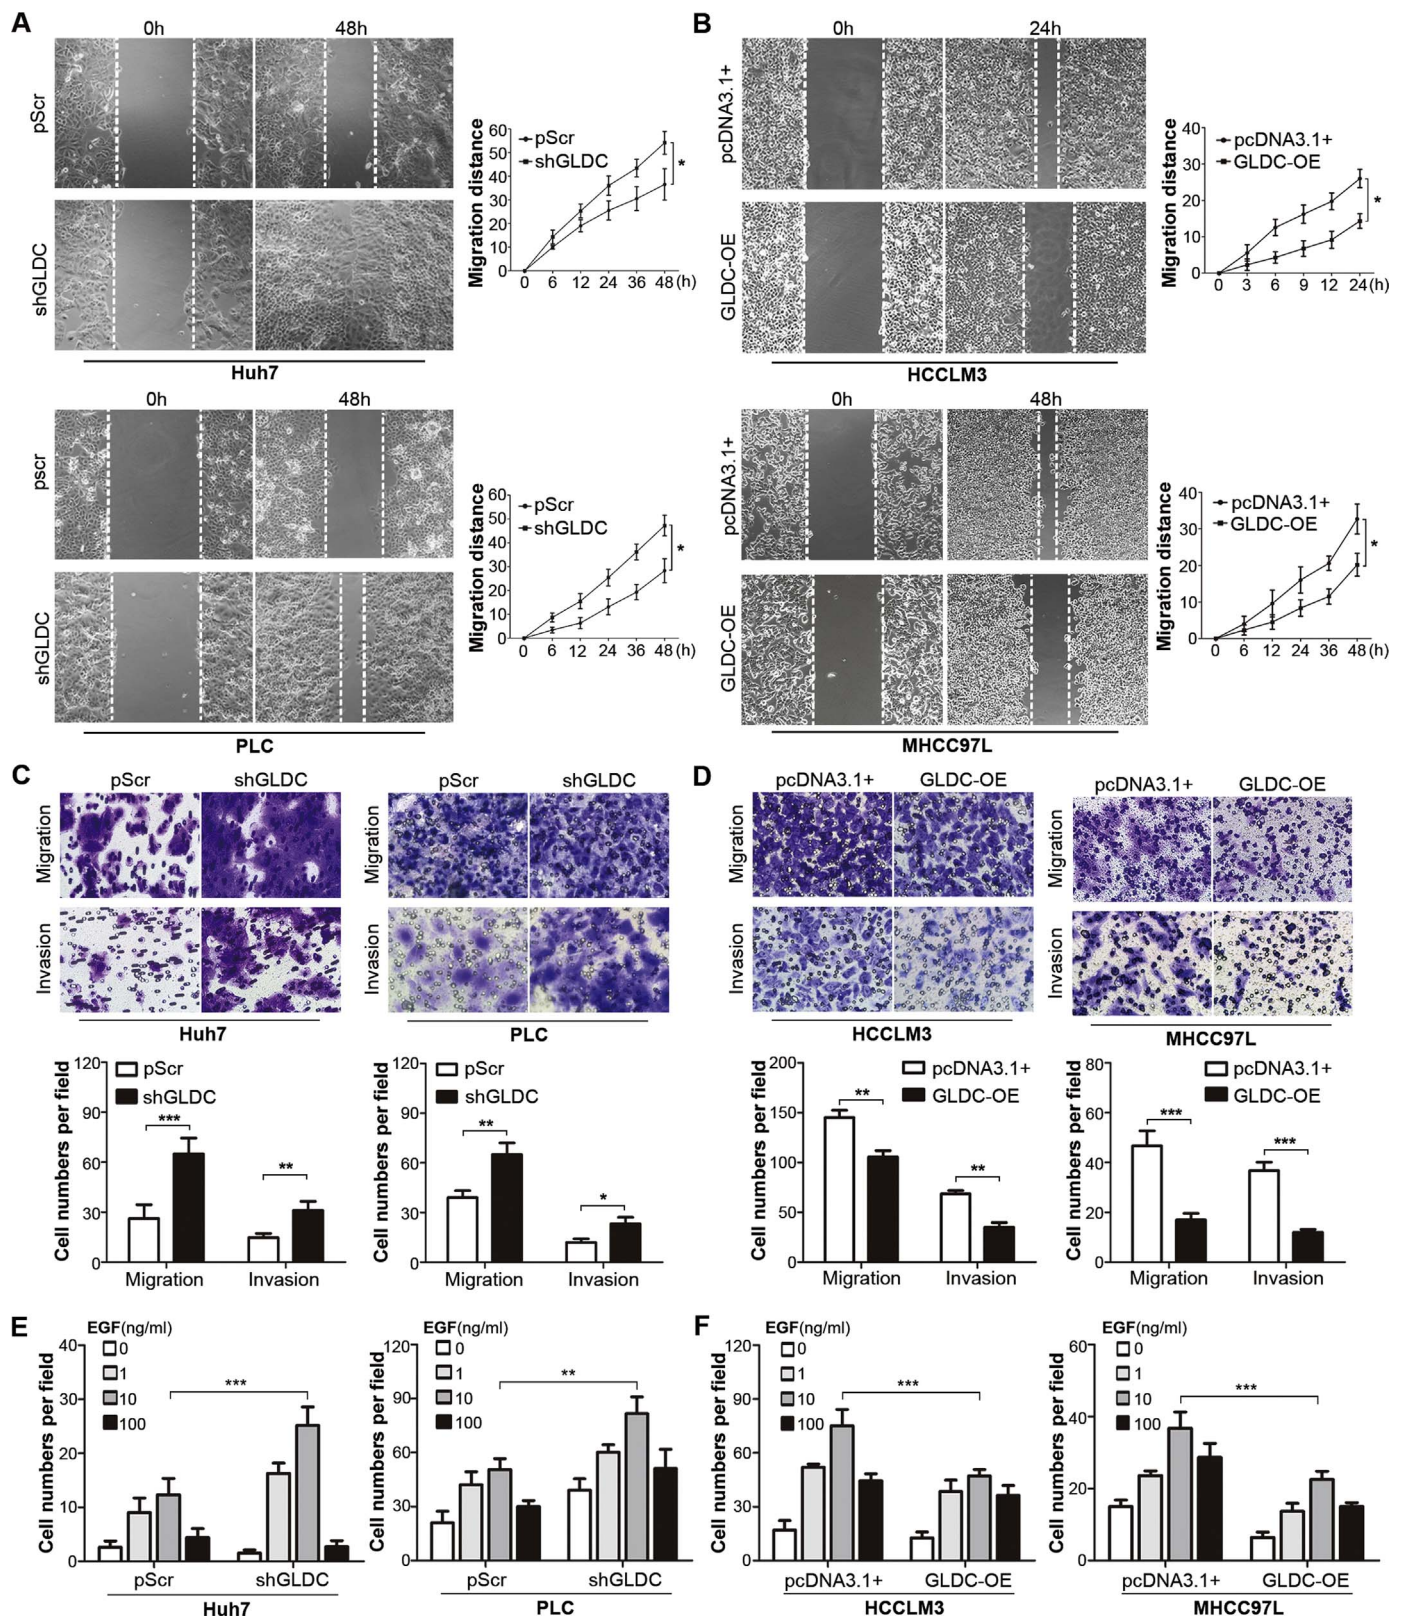 A
0h 48h
pScr
shGLDC
Huh7
Migration distance
60
50
40
30
20
10
0
pScr
shGLDC
*
0 6 12 24 36 48 (h)
0h 48h
pscr
shGLDC
PLC
Migration distance
60
50
40
30
20
10
0
pScr
shGLDC
*
0 6 12 24 36 48 (h)
B
0h 24h
pcDNA3.1+
GLDC-OE
HCCLM3
Migration distance
40
30
20
10
0
pcDNA3.1+
GLDC-OE
*
0 3 6 9 12 24 (h)
0h 48h
pcDNA3.1+
GLDC-OE
MHCC97L
Migration distance
40
30
20
10
0
pcDNA3.1+
GLDC-OE
*
0 6 12 24 36 48 (h)
C
pScr shGLDC
Migration
Invasion
Huh7
pScr shGLDC
Migration
Invasion
PLC
Cell numbers per field
120
90
60
30
0
pScr
shGLDC
*** **
Migration Invasion
Cell numbers per field
120
90
60
30
0
pScr
shGLDC
** *
Migration Invasion
D
pcDNA3.1+ GLDC-OE
Migration
Invasion
HCCLM3
pcDNA3.1+ GLDC-OE
Migration
Invasion
MHCC97L
Cell numbers per field
200
150
100
50
0
pcDNA3.1+
GLDC-OE
** **
Migration Invasion
Cell numbers per field
80
60
40
20
0
pcDNA3.1+
GLDC-OE
*** ***
Migration Invasion
E
EGF(ng/ml)
0
1
10
100
Cell numbers per field
40
30
20
10
0
***
pScr shGLDC
Huh7
EGF(ng/ml)
0
1
10
100
Cell numbers per field
120
90
60
30
0
**
pScr shGLDC
PLC
F
EGF(ng/ml)
0
1
10
100
Cell numbers per field
120
90
60
30
0
***
pcDNA3.1+ GLDC-OE
HCCLM3
EGF(ng/ml)
0
1
10
100
Cell numbers per field
60
40
20
0
***
pcDNA3.1+ GLDC-OE
MHCC97L